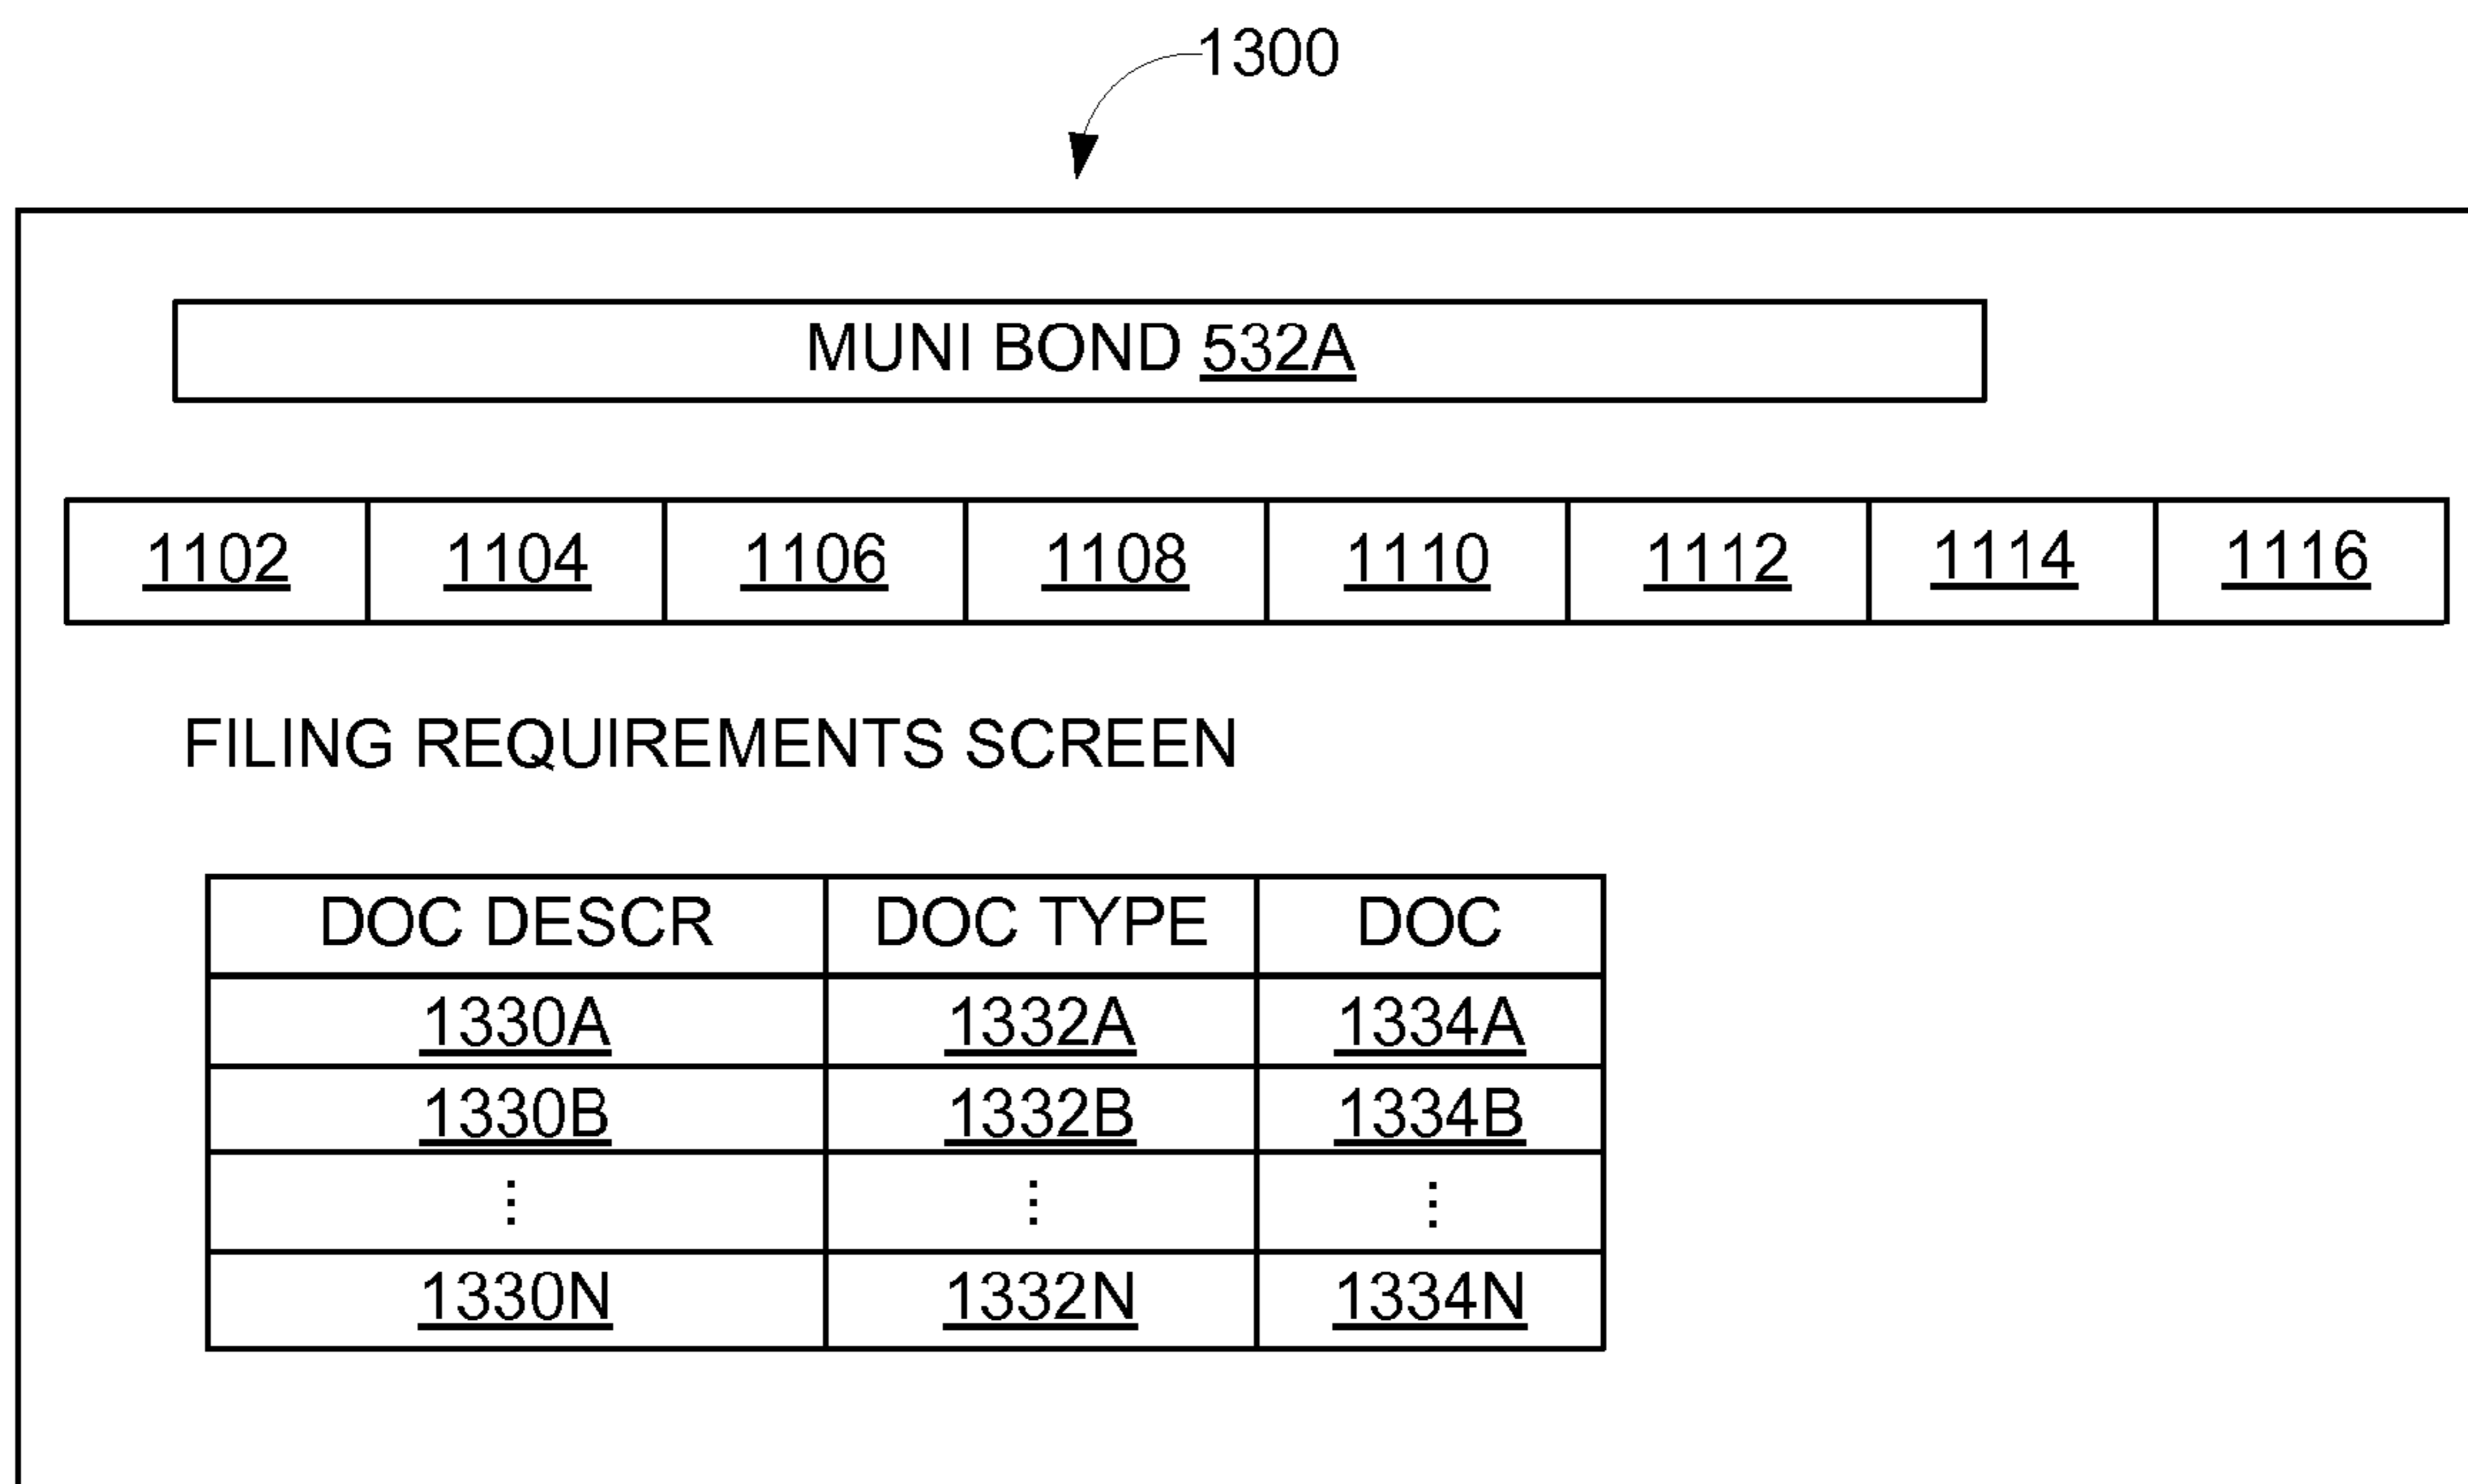 1300
MUNI BOND 532A
1102 1104 1106 1108 1110 1112 1114 1116
FILING REQUIREMENTS SCREEN
DOC DESCR DOC TYPE DOC
1330A 1332A 1334A
1330B 1332B 1334B
⋮ ⋮ ⋮
1330N 1332N 1334N